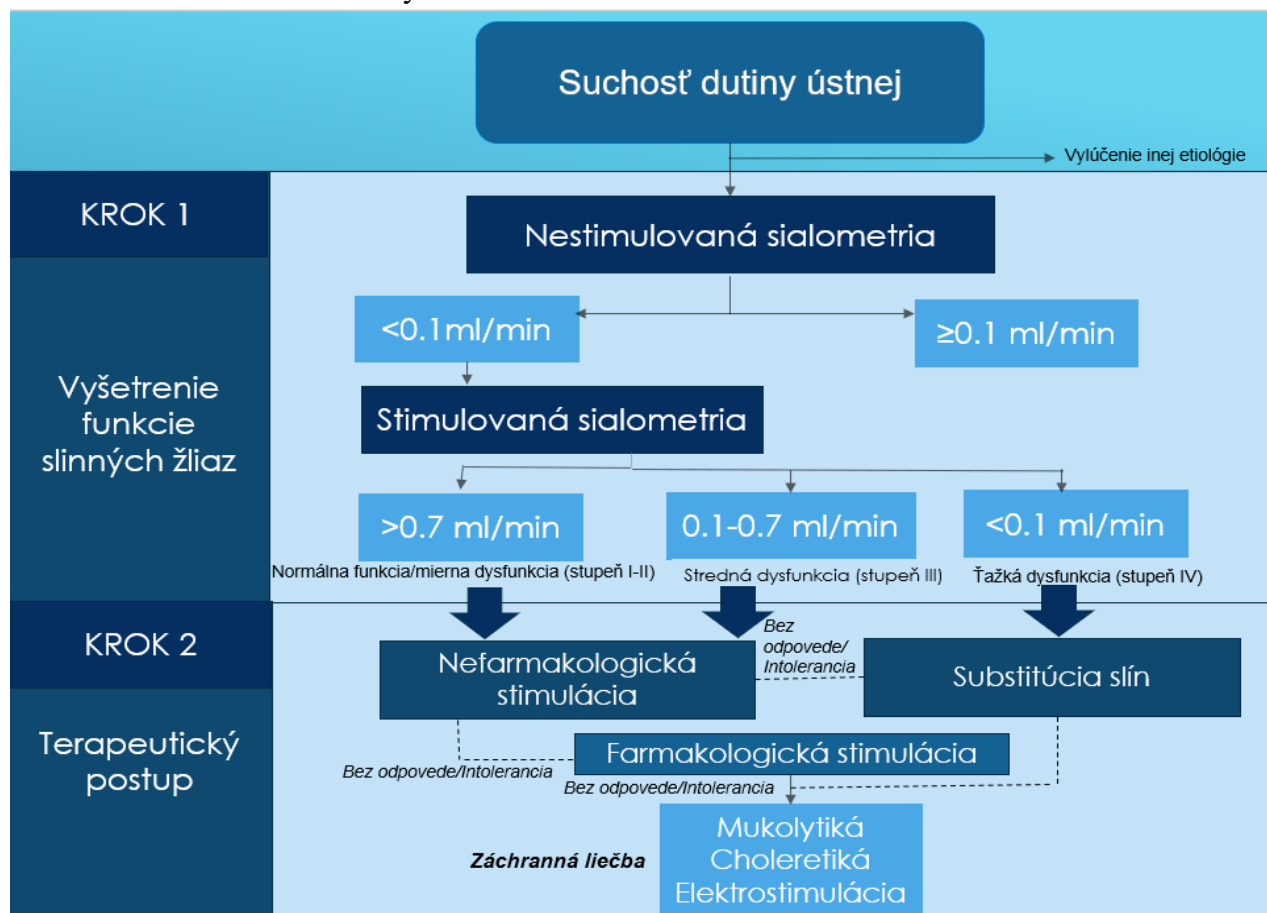 Suchosť dutiny ústnej
Vylúčenie inej etiológie
KROK 1
Nestimulovaná sialometria
<0.1ml/min
≥0.1 ml/min
Vyšetrenie
funkcie
slinných žliaz
Stimulovaná sialometria
>0.7 ml/min
0.1-0.7 ml/min
<0.1 ml/min
Normálna funkcia/mierna dysfunkcia (stupeň I-II)
Stredná dysfunkcia (stupeň III)
Ťažká dysfunkcia (stupeň IV)
KROK 2
Nefarmakologická
stimulácia
Bez
odpovede/
Intolerancia
Substitúcia slín
Terapeutický
postup
Farmakologická stimulácia
Bez odpovede/Intolerancia
Bez odpovede/Intolerancia
Záchranná liečba
Mukolytiká
Choleretiká
Elektrostimulácia